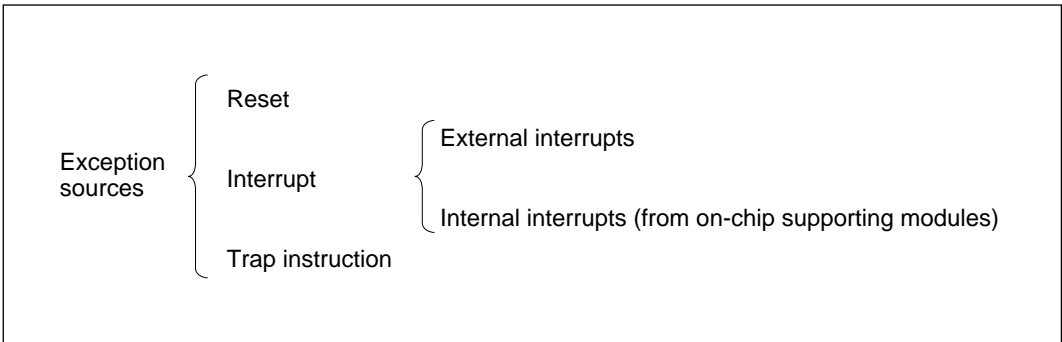 Reset
External interrupts
Exception
sources
Interrupt
Internal interrupts (from on-chip supporting modules)
Trap instruction